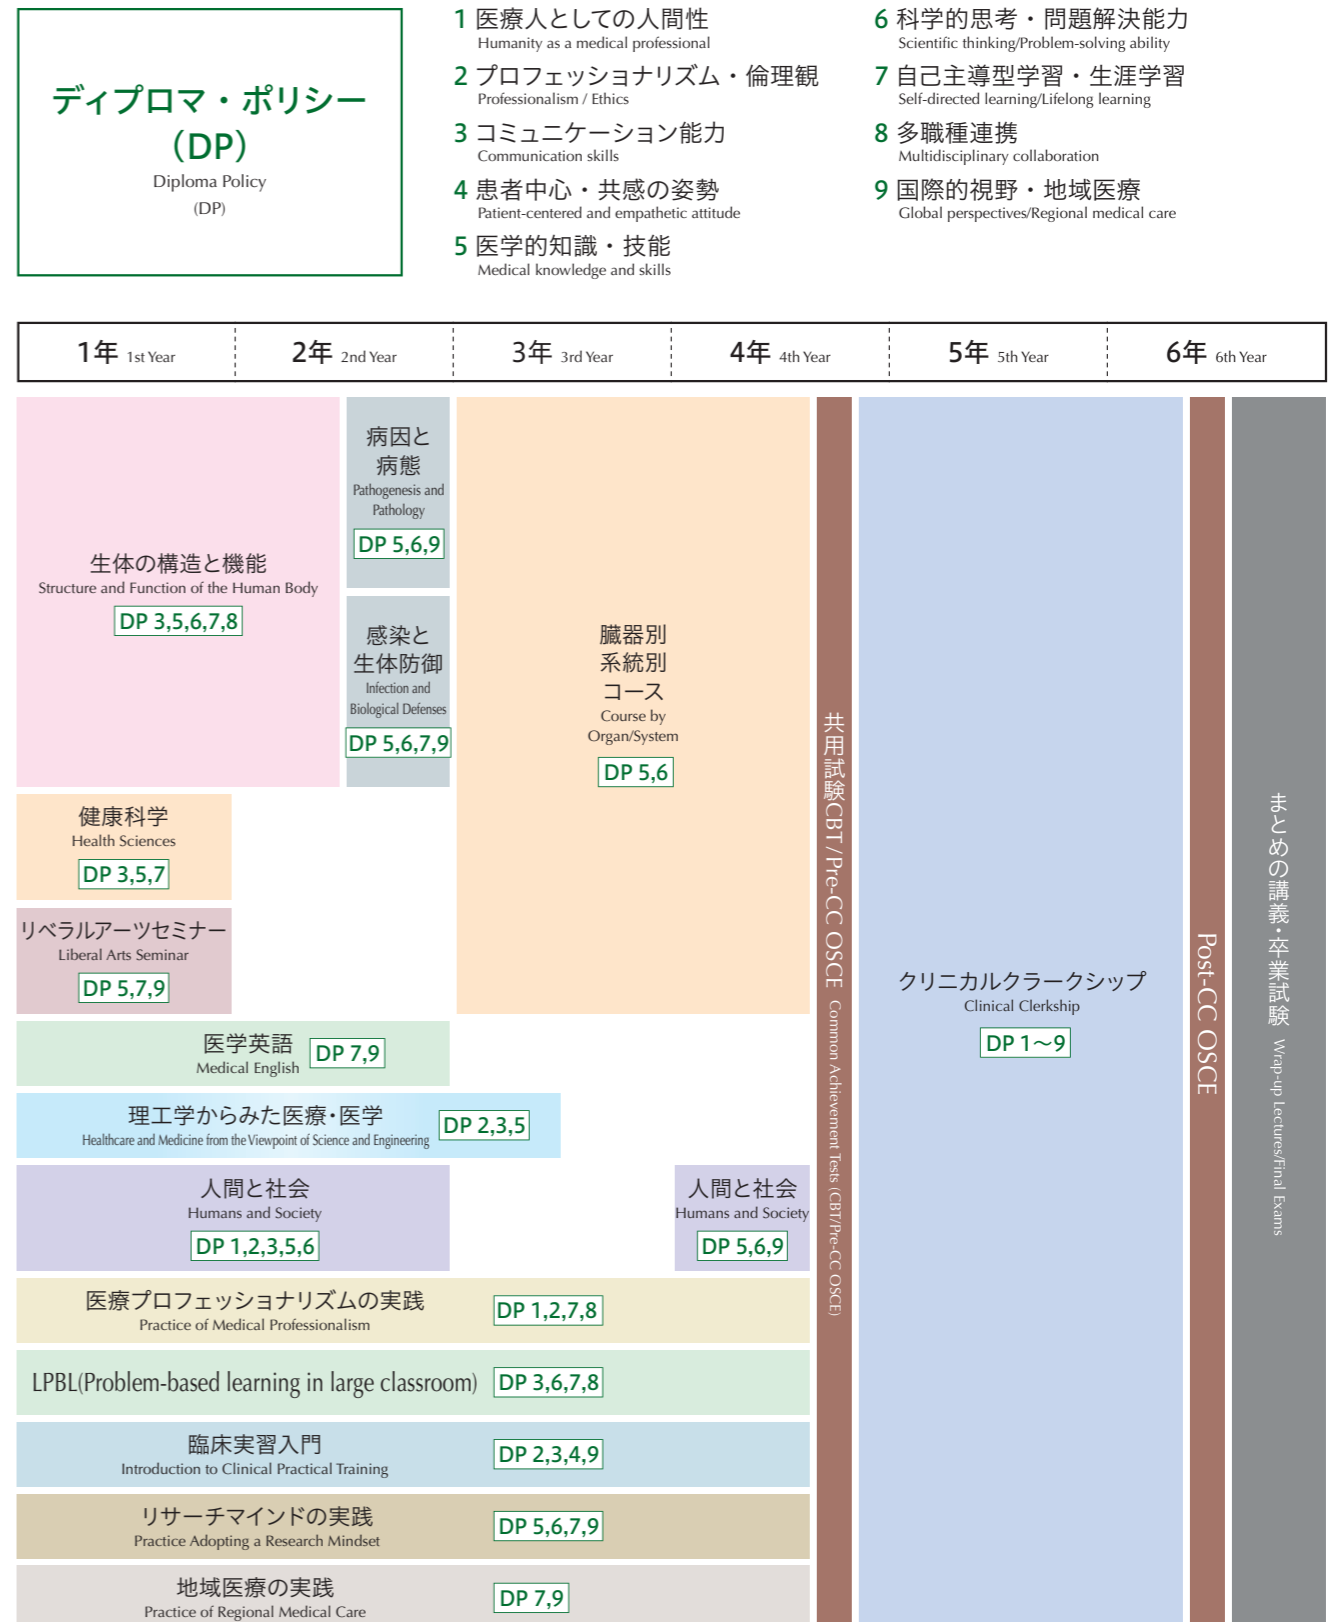 ディプロマ・ポリシー
（DP）
Diploma Policy
(DP)
1 医療人としての人間性
Humanity as a medical professional
2 プロフェッショナリズム・倫理観
Professionalism / Ethics
3 コミュニケーション能力
Communication skills
4 患者中心・共感の姿勢
Patient-centered and empathetic attitude
5 医学的知識・技能
Medical knowledge and skills
6 科学的思考・問題解決能力
Scientific thinking/Problem-solving ability
7 自己主導型学習・生涯学習
Self-directed learning/Lifelong learning
8 多職種連携
Multidisciplinary collaboration
9 国際的視野・地域医療
Global perspectives/Regional medical care
1年 1st Year
2年 2nd Year
3年 3rd Year
4年 4th Year
5年 5th Year
6年 6th Year
生体の構造と機能
Structure and Function of the Human Body
DP 3,5,6,7,8
病因と
病態
Pathogenesis and
Pathology
DP 5,6,9
感染と
生体防御
Infection and
Biological Defenses
DP 5,6,7,9
臓器別
系統別
コース
Course by
Organ/System
DP 5,6
健康科学
Health Sciences
DP 3,5,7
リベラルアーツセミナー
Liberal Arts Seminar
DP 5,7,9
医学英語
Medical English
DP 7,9
理工学からみた医療・医学
Healthcare and Medicine from the Viewpoint of Science and Engineering
DP 2,3,5
人間と社会
Humans and Society
DP 1,2,3,5,6
人間と社会
Humans and Society
DP 5,6,9
医療プロフェッショナリズムの実践
Practice of Medical Professionalism
DP 1,2,7,8
LPBL(Problem-based learning in large classroom)
DP 3,6,7,8
臨床実習入門
Introduction to Clinical Practical Training
DP 2,3,4,9
リサーチマインドの実践
Practice Adopting a Research Mindset
DP 5,6,7,9
地域医療の実践
Practice of Regional Medical Care
DP 7,9
共用試験CBT/Pre-CC OSCE Common Achievement Tests (CBT/Pre-CC OSCE)
クリニカルクラークシップ
Clinical Clerkship
DP 1〜9
Post-CC OSCE
まとめの講義・卒業試験 Wrap-up Lectures/Final Exams